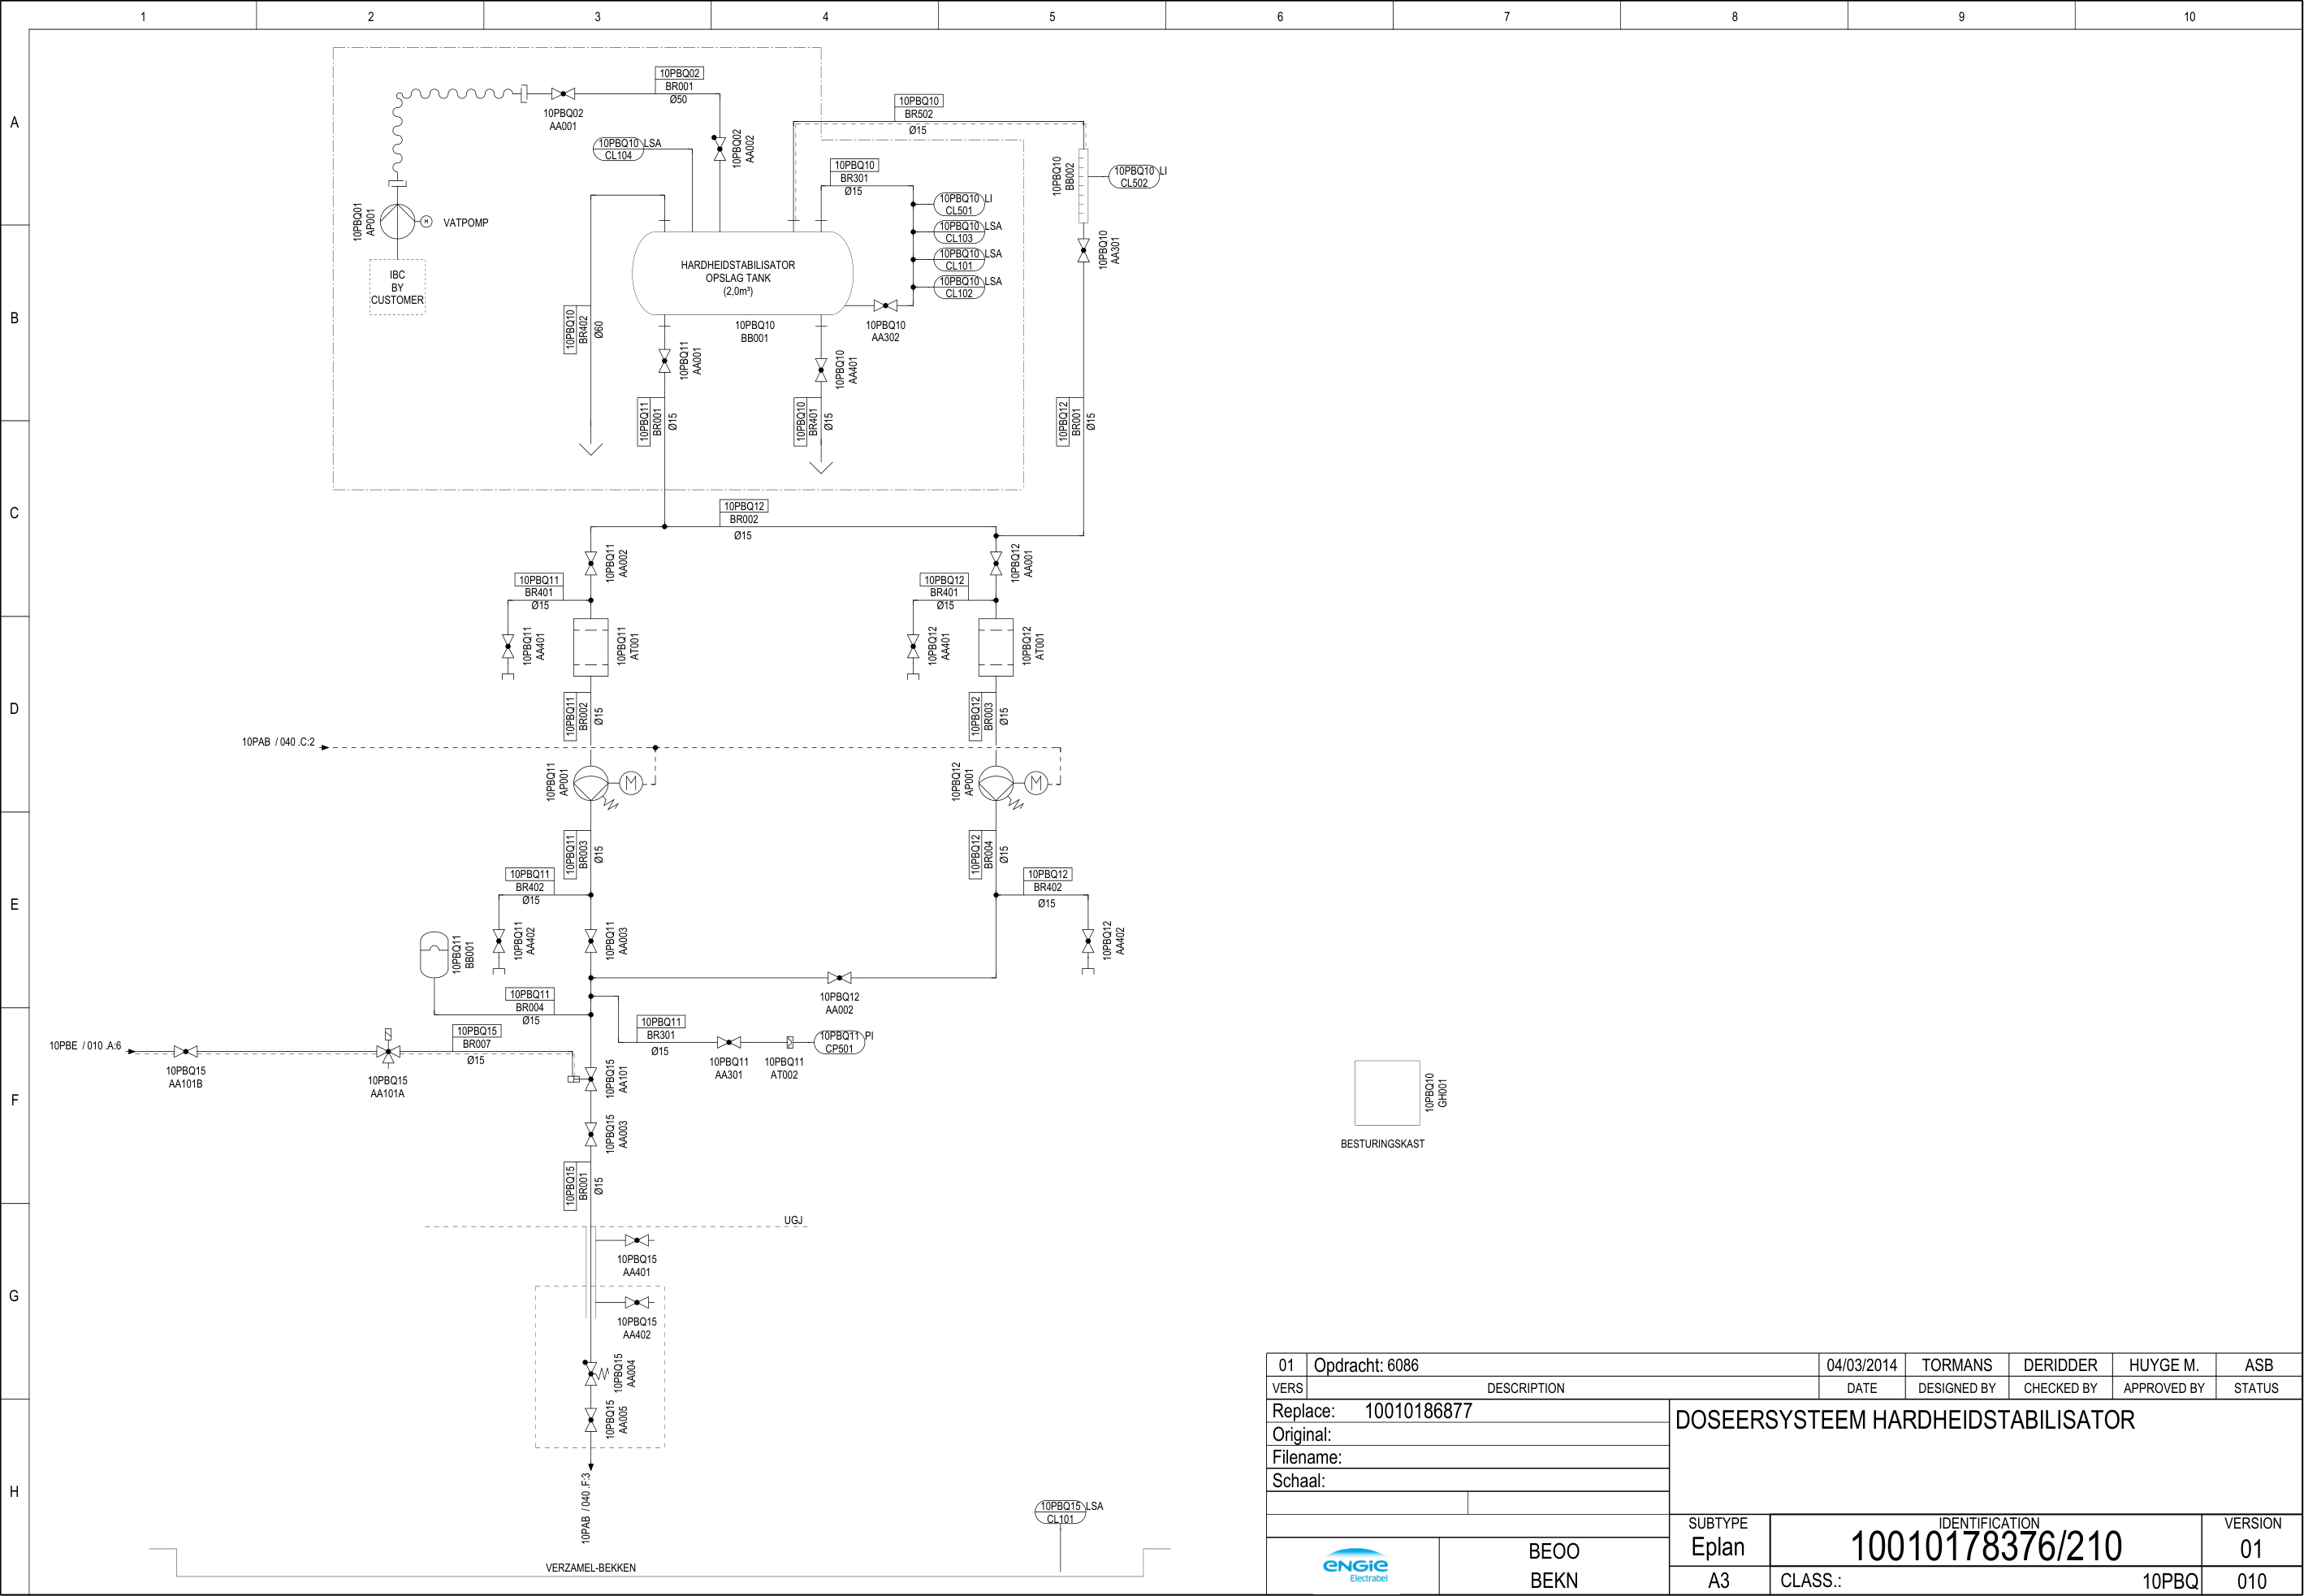 1 2 3 4 5 6 7 8 9 10
A
B
C
D
E
F
G
H
10PBQ02
BR001
Ø50
10PBQ02
AA001
10PBQ02
AA002
10PBQ10 LSA
CL104
10PBQ10
BR502
Ø15
10PBQ10
BR301
Ø15
10PBQ10
BB002
10PBQ10 LI
CL502
10PBQ10 LI
CL501
10PBQ10 LSA
CL103
10PBQ10 LSA
CL101
10PBQ10 LSA
CL102
10PBQ01
AP001
M
VATPOMP
IBC
BY
CUSTOMER
HARDHEIDSTABILISATOR
OPSLAG TANK
(2,0m³)
10PBQ10
BB001
10PBQ10
AA302
10PBQ10
AA301
10PBQ10
BR402
Ø60
10PBQ11
AA001
10PBQ10
AA401
10PBQ11
BR001
Ø15
10PBQ10
BR401
Ø15
10PBQ12
BR001
Ø15
10PBQ12
BR002
Ø15
10PBQ11
AA002
10PBQ12
AA001
10PBQ11
BR401
Ø15
10PBQ12
BR401
Ø15
10PBQ11
AA401
10PBQ11
AT001
10PBQ12
AA401
10PBQ12
AT001
10PBQ11
BR002
Ø15
10PBQ12
BR003
Ø15
10PAB / 040 .C:2
10PBQ11
AP001
M
10PBQ12
AP001
M
10PBQ11
BR003
Ø15
10PBQ12
BR004
Ø15
10PBQ11
BR402
Ø15
10PBQ12
BR402
Ø15
10PBQ11
BB001
10PBQ11
AA402
10PBQ11
AA003
10PBQ12
AA402
10PBQ12
AA002
10PBQ11
BR004
Ø15
10PBQ11
BR301
Ø15
10PBQ11
AA301
10PBQ11
AT002
10PBQ11 PI
CP501
10PBE / 010 .A:6
10PBQ15
AA101B
10PBQ15
AA101A
10PBQ15
BR007
Ø15
10PBQ15
AA101
10PBQ15
AA003
10PBQ15
BR001
Ø15
10PBQ10
GH001
BESTURINGSKAST
UGJ
10PBQ15
AA401
10PBQ15
AA402
10PBQ15
AA004
10PBQ15
AA005
10PAB / 040 .F:3
10PBQ15 LSA
CL101
VERZAMEL-BEKKEN
01 Opdracht: 6086 04/03/2014 TORMANS DERIDDER HUYGE M. ASB
VERS DESCRIPTION DATE DESIGNED BY CHECKED BY APPROVED BY STATUS
Replace: 10010186877
Original:
Filename:
Schaal:
DOSEERSYSTEEM HARDHEIDSTABILISATOR
SUBTYPE IDENTIFICATION VERSION
Eplan 10010178376/210 01
A3 CLASS.: 10PBQ 010
ENGIE
Electrabel
BEOO
BEKN